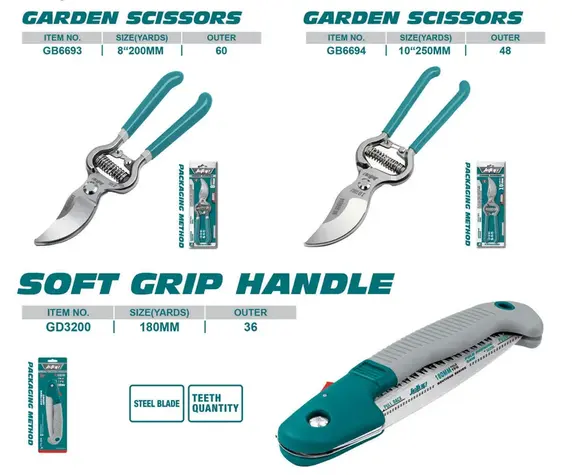 GARDEN SCISSORS
ITEM NO. SIZE(YARDS) OUTER
GB6693 8"200MM 60
PACKAGING METHOD
GARDEN SCISSORS
ITEM NO. SIZE(YARDS) OUTER
GB6694 10"250MM 48
PACKAGING METHOD
SOFT GRIP HANDLE
ITEM NO. SIZE(YARDS) OUTER
GD3200 180MM 36
PACKAGING METHOD
STEEL BLADE
TEETH
QUANTITY
180MM